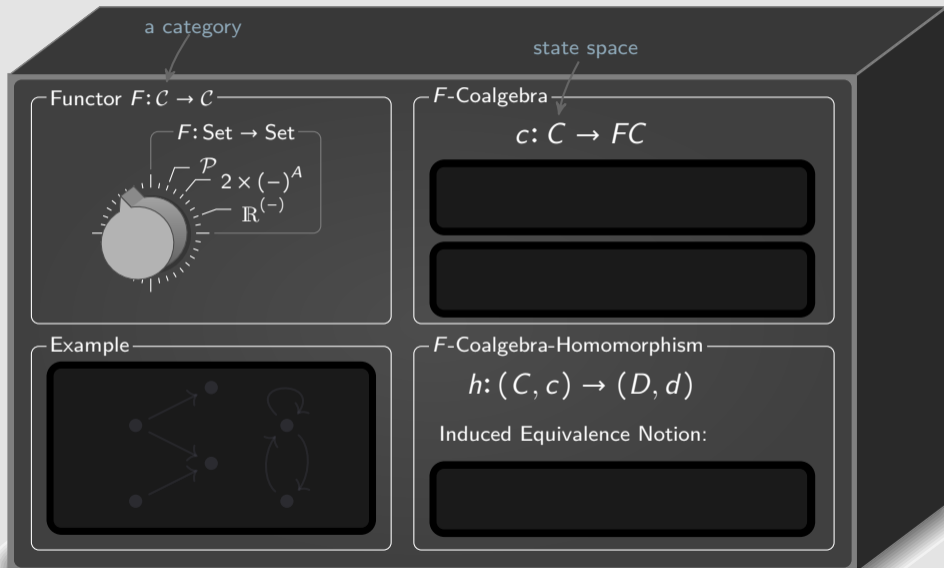 a category
state space
Functor F: 𝒞 → 𝒞
F: Set → Set
𝒫
2 × (−)^A
ℝ^(−)
F-Coalgebra
c: C → FC
Example
F-Coalgebra-Homomorphism
h: (C, c) → (D, d)
Induced Equivalence Notion: